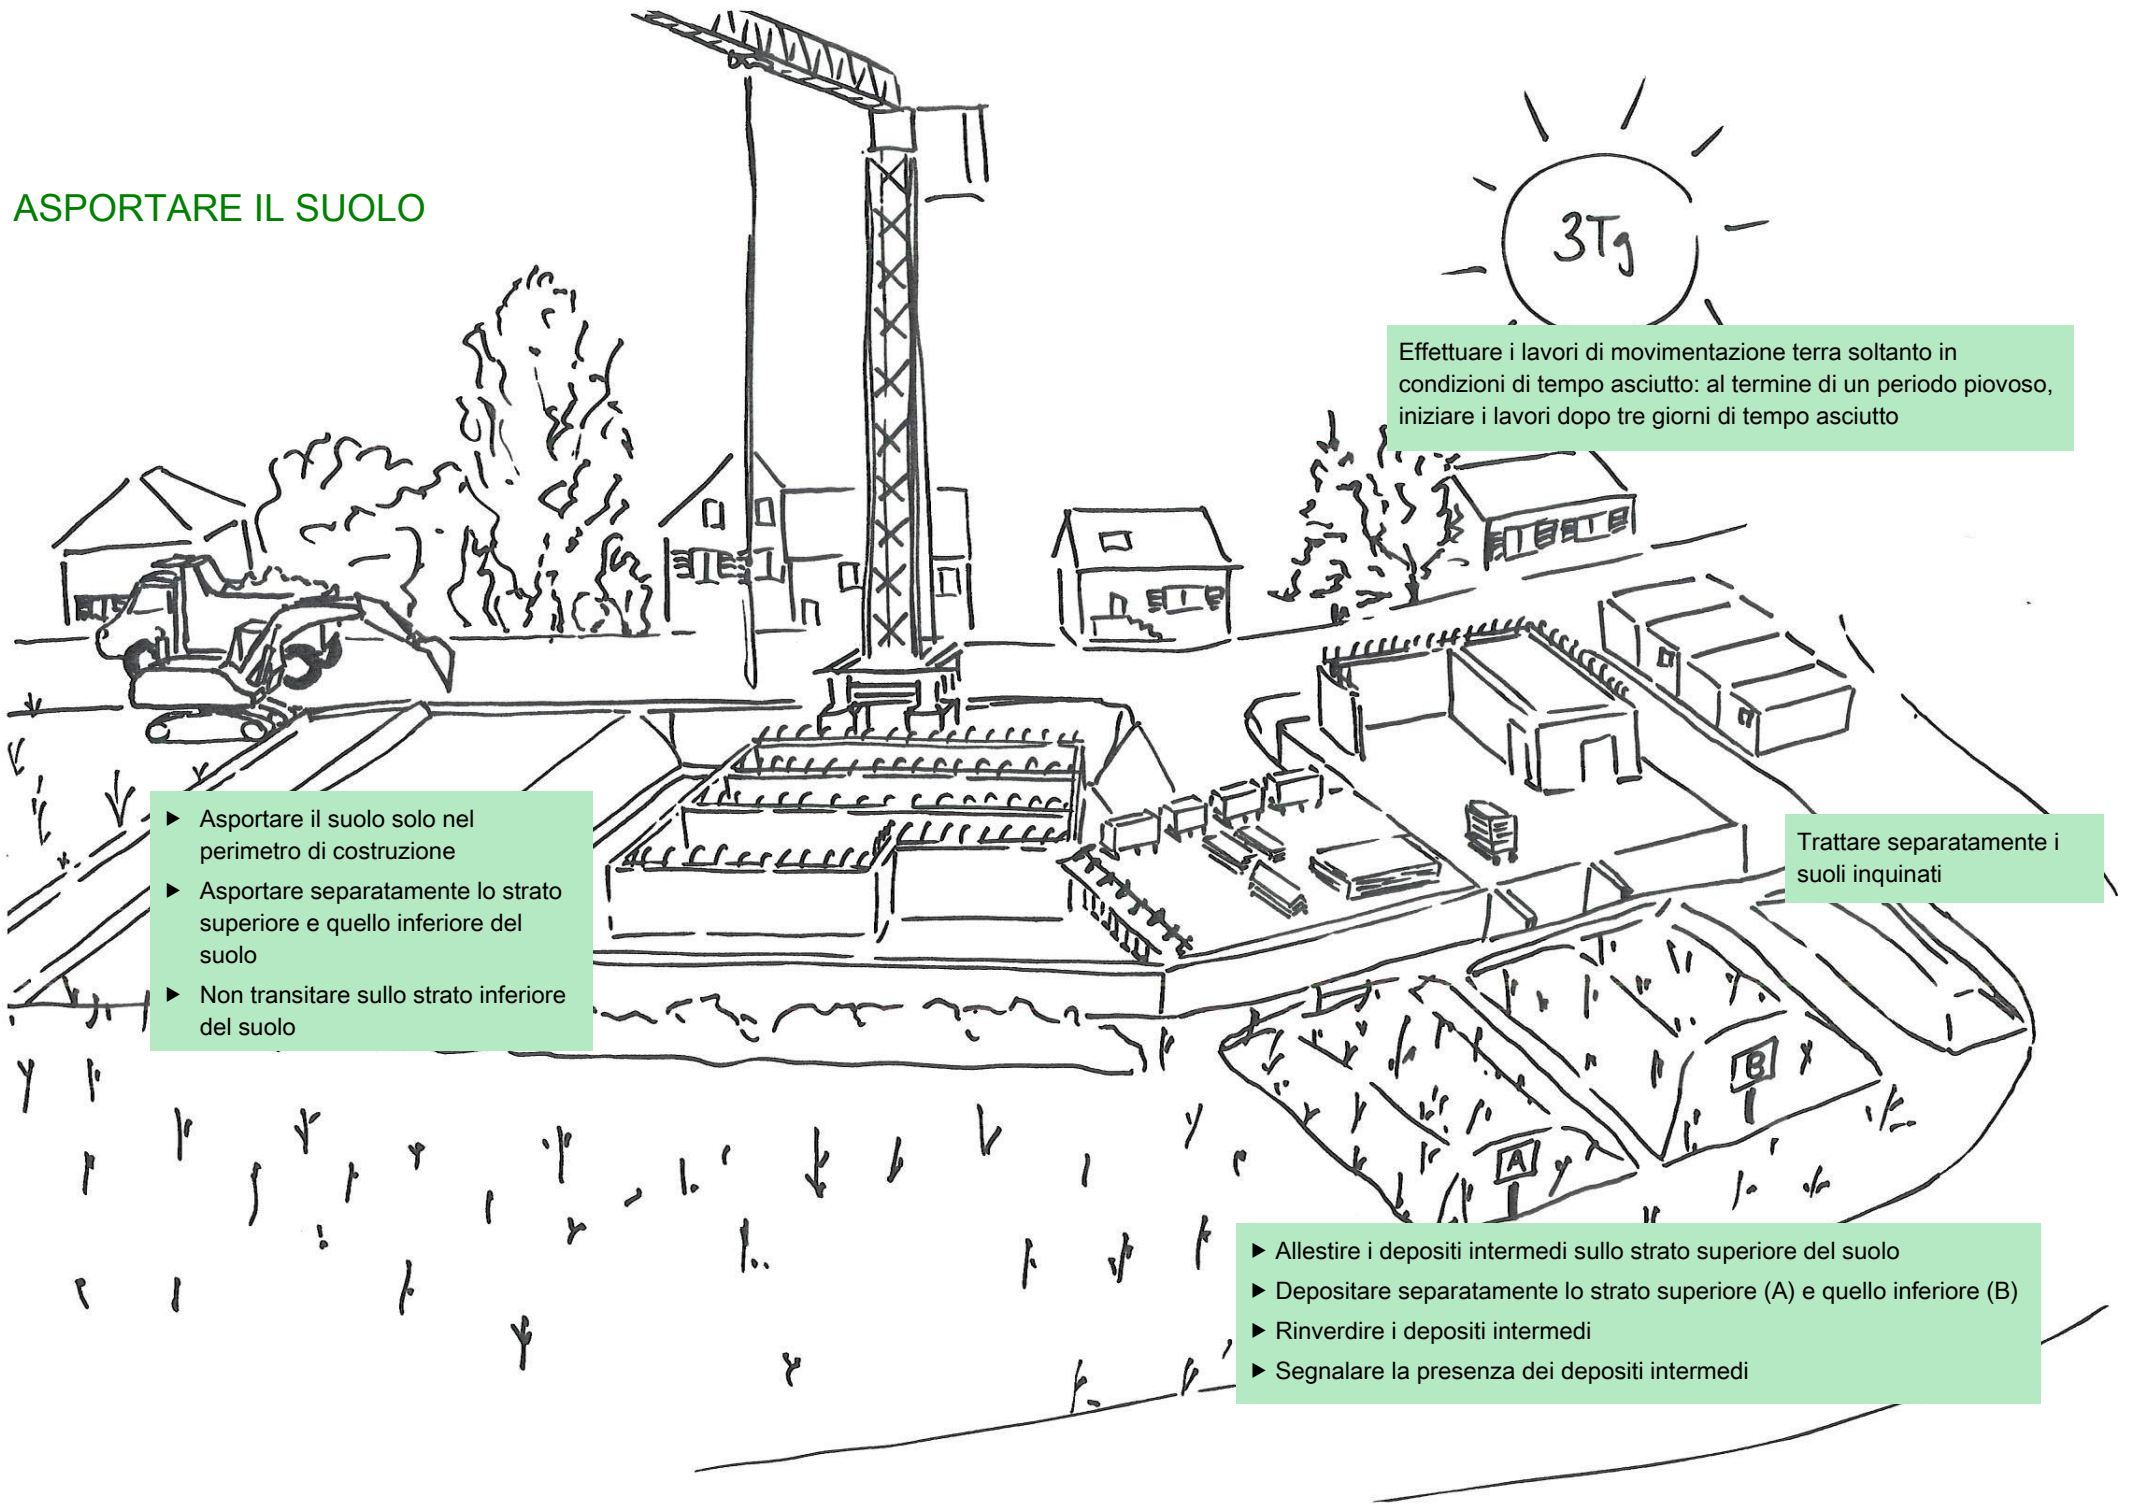 ASPORTARE IL SUOLO
3Tg
Effettuare i lavori di movimentazione terra soltanto in
condizioni di tempo asciutto: al termine di un periodo piovoso,
iniziare i lavori dopo tre giorni di tempo asciutto
► Asportare il suolo solo nel
perimetro di costruzione
► Asportare separatamente lo strato
superiore e quello inferiore del
suolo
► Non transitare sullo strato inferiore
del suolo
Trattare separatamente i
suoli inquinati
B
A
► Allestire i depositi intermedi sullo strato superiore del suolo
► Depositare separatamente lo strato superiore (A) e quello inferiore (B)
► Rinverdire i depositi intermedi
► Segnalare la presenza dei depositi intermedi